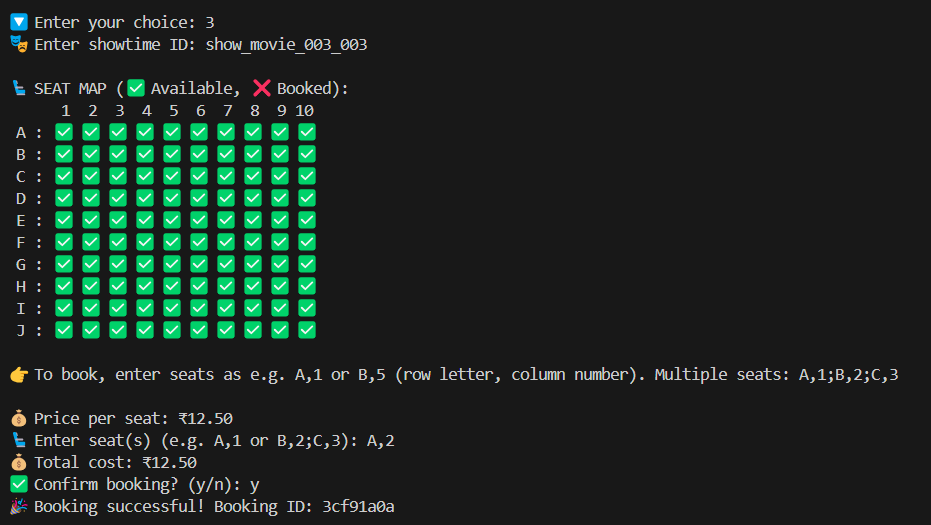 🔽 Enter your choice: 3
🎭 Enter showtime ID: show_movie_003_003
💺 SEAT MAP (✅ Available, ❌ Booked):
1 2 3 4 5 6 7 8 9 10
A : ✅ ✅ ✅ ✅ ✅ ✅ ✅ ✅ ✅ ✅
B : ✅ ✅ ✅ ✅ ✅ ✅ ✅ ✅ ✅ ✅
C : ✅ ✅ ✅ ✅ ✅ ✅ ✅ ✅ ✅ ✅
D : ✅ ✅ ✅ ✅ ✅ ✅ ✅ ✅ ✅ ✅
E : ✅ ✅ ✅ ✅ ✅ ✅ ✅ ✅ ✅ ✅
F : ✅ ✅ ✅ ✅ ✅ ✅ ✅ ✅ ✅ ✅
G : ✅ ✅ ✅ ✅ ✅ ✅ ✅ ✅ ✅ ✅
H : ✅ ✅ ✅ ✅ ✅ ✅ ✅ ✅ ✅ ✅
I : ✅ ✅ ✅ ✅ ✅ ✅ ✅ ✅ ✅ ✅
J : ✅ ✅ ✅ ✅ ✅ ✅ ✅ ✅ ✅ ✅
👉 To book, enter seats as e.g. A,1 or B,5 (row letter, column number). Multiple seats: A,1;B,2;C,3
💰 Price per seat: ₹12.50
💺 Enter seat(s) (e.g. A,1 or B,2;C,3): A,2
💰 Total cost: ₹12.50
✅ Confirm booking? (y/n): y
🎉 Booking successful! Booking ID: 3cf91a0a